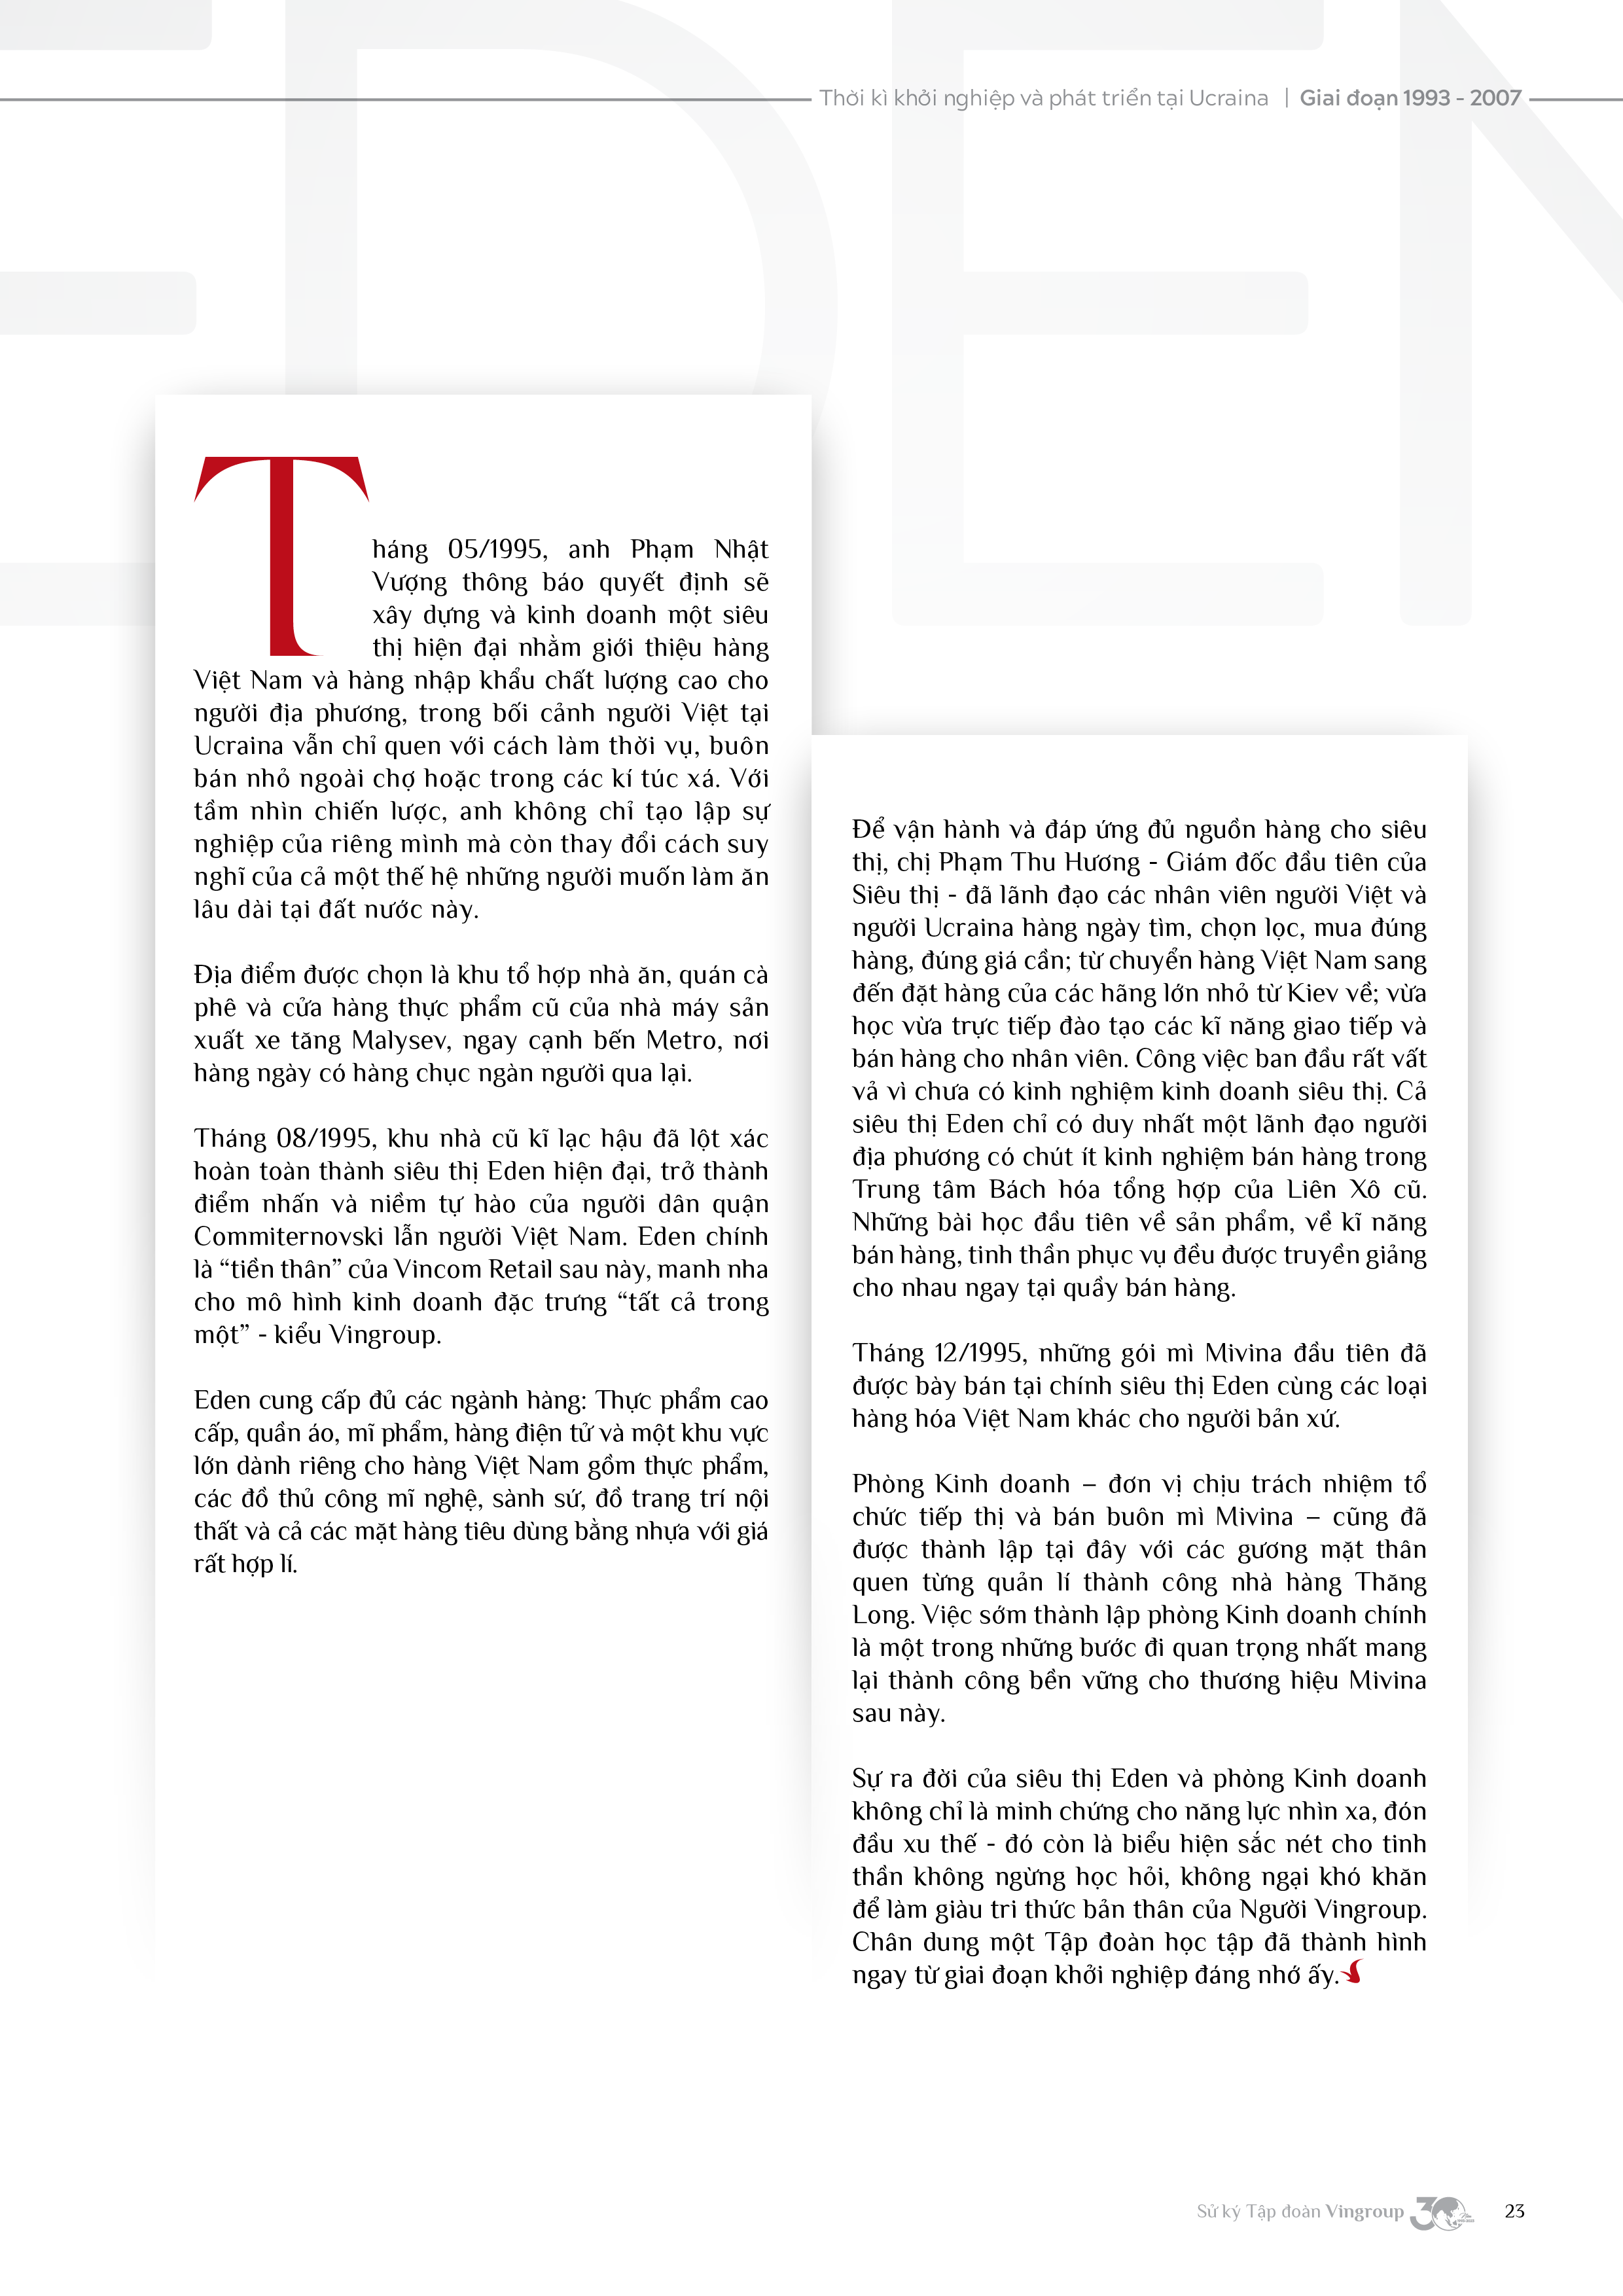 EDEN
Thời kì khởi nghiệp và phát triển tại Ucraina | Giai đoạn 1993 - 2007
Tháng 05/1995, anh Phạm Nhật
Vượng thông báo quyết định sẽ
xây dựng và kinh doanh một siêu
thị hiện đại nhằm giới thiệu hàng
Việt Nam và hàng nhập khẩu chất lượng cao cho
người địa phương, trong bối cảnh người Việt tại
Ucraina vẫn chỉ quen với cách làm thời vụ, buôn
bán nhỏ ngoài chợ hoặc trong các kí túc xá. Với
tầm nhìn chiến lược, anh không chỉ tạo lập sự
nghiệp của riêng mình mà còn thay đổi cách suy
nghĩ của cả một thế hệ những người muốn làm ăn
lâu dài tại đất nước này.
Địa điểm được chọn là khu tổ hợp nhà ăn, quán cà
phê và cửa hàng thực phẩm cũ của nhà máy sản
xuất xe tăng Malysev, ngay cạnh bến Metro, nơi
hàng ngày có hàng chục ngàn người qua lại.
Tháng 08/1995, khu nhà cũ kĩ lạc hậu đã lột xác
hoàn toàn thành siêu thị Eden hiện đại, trở thành
điểm nhấn và niềm tự hào của người dân quận
Commiternovski lẫn người Việt Nam. Eden chính
là “tiền thân” của Vincom Retail sau này, manh nha
cho mô hình kinh doanh đặc trưng “tất cả trong
một” - kiểu Vingroup.
Eden cung cấp đủ các ngành hàng: Thực phẩm cao
cấp, quần áo, mĩ phẩm, hàng điện tử và một khu vực
lớn dành riêng cho hàng Việt Nam gồm thực phẩm,
các đồ thủ công mĩ nghệ, sành sứ, đồ trang trí nội
thất và cả các mặt hàng tiêu dùng bằng nhựa với giá
rất hợp lí.
Để vận hành và đáp ứng đủ nguồn hàng cho siêu
thị, chị Phạm Thu Hương - Giám đốc đầu tiên của
Siêu thị - đã lãnh đạo các nhân viên người Việt và
người Ucraina hàng ngày tìm, chọn lọc, mua đúng
hàng, đúng giá cần; từ chuyển hàng Việt Nam sang
đến đặt hàng của các hãng lớn nhỏ từ Kiev về; vừa
học vừa trực tiếp đào tạo các kĩ năng giao tiếp và
bán hàng cho nhân viên. Công việc ban đầu rất vất
vả vì chưa có kinh nghiệm kinh doanh siêu thị. Cả
siêu thị Eden chỉ có duy nhất một lãnh đạo người
địa phương có chút ít kinh nghiệm bán hàng trong
Trung tâm Bách hóa tổng hợp của Liên Xô cũ.
Những bài học đầu tiên về sản phẩm, về kĩ năng
bán hàng, tinh thần phục vụ đều được truyền giảng
cho nhau ngay tại quầy bán hàng.
Tháng 12/1995, những gói mì Mivina đầu tiên đã
được bày bán tại chính siêu thị Eden cùng các loại
hàng hóa Việt Nam khác cho người bản xứ.
Phòng Kinh doanh – đơn vị chịu trách nhiệm tổ
chức tiếp thị và bán buôn mì Mivina – cũng đã
được thành lập tại đây với các gương mặt thân
quen từng quản lí thành công nhà hàng Thăng
Long. Việc sớm thành lập phòng Kinh doanh chính
là một trong những bước đi quan trọng nhất mang
lại thành công bền vững cho thương hiệu Mivina
sau này.
Sự ra đời của siêu thị Eden và phòng Kinh doanh
không chỉ là minh chứng cho năng lực nhìn xa, đón
đầu xu thế - đó còn là biểu hiện sắc nét cho tinh
thần không ngừng học hỏi, không ngại khó khăn
để làm giàu tri thức bản thân của Người Vingroup.
Chân dung một Tập đoàn học tập đã thành hình
ngay từ giai đoạn khởi nghiệp đáng nhớ ấy.
Sử ký Tập đoàn Vingroup 30 23